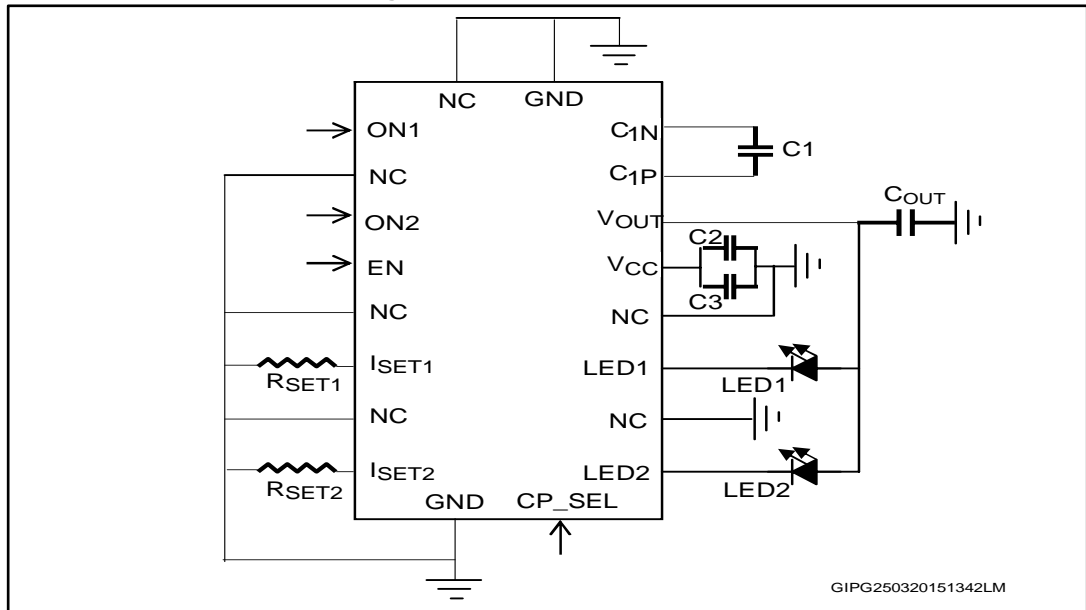 NC GND
ON1
NC
ON2
EN
NC
ISET1
RSET1
NC
ISET2
RSET2
GND CP_SEL
C1N
C1P
C1
VOUT
COUT
VCC
C2
C3
NC
LED1
LED1
NC
LED2
LED2
GIPG250320151342LM